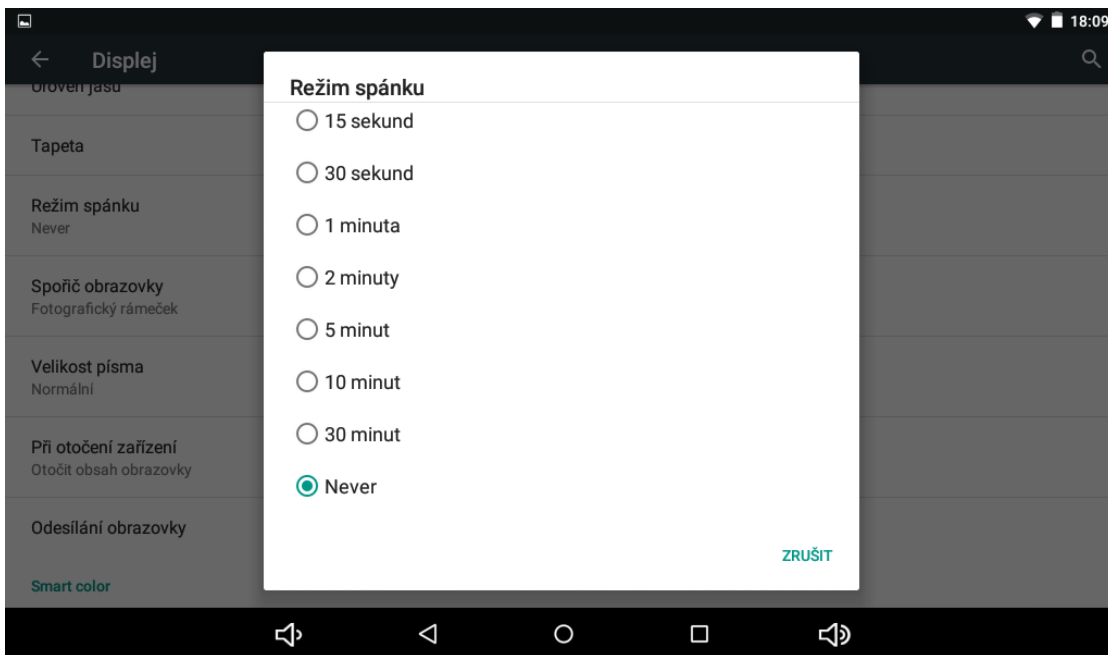 18:09
Displej
Úroveň jasu
Tapeta
Režim spánku
Never
Spořič obrazovky
Fotografický rámeček
Velikost písma
Normální
Při otočení zařízení
Otočit obsah obrazovky
Odesílání obrazovky
Smart color
Režim spánku
15 sekund
30 sekund
1 minuta
2 minuty
5 minut
10 minut
30 minut
Never
ZRUŠIT